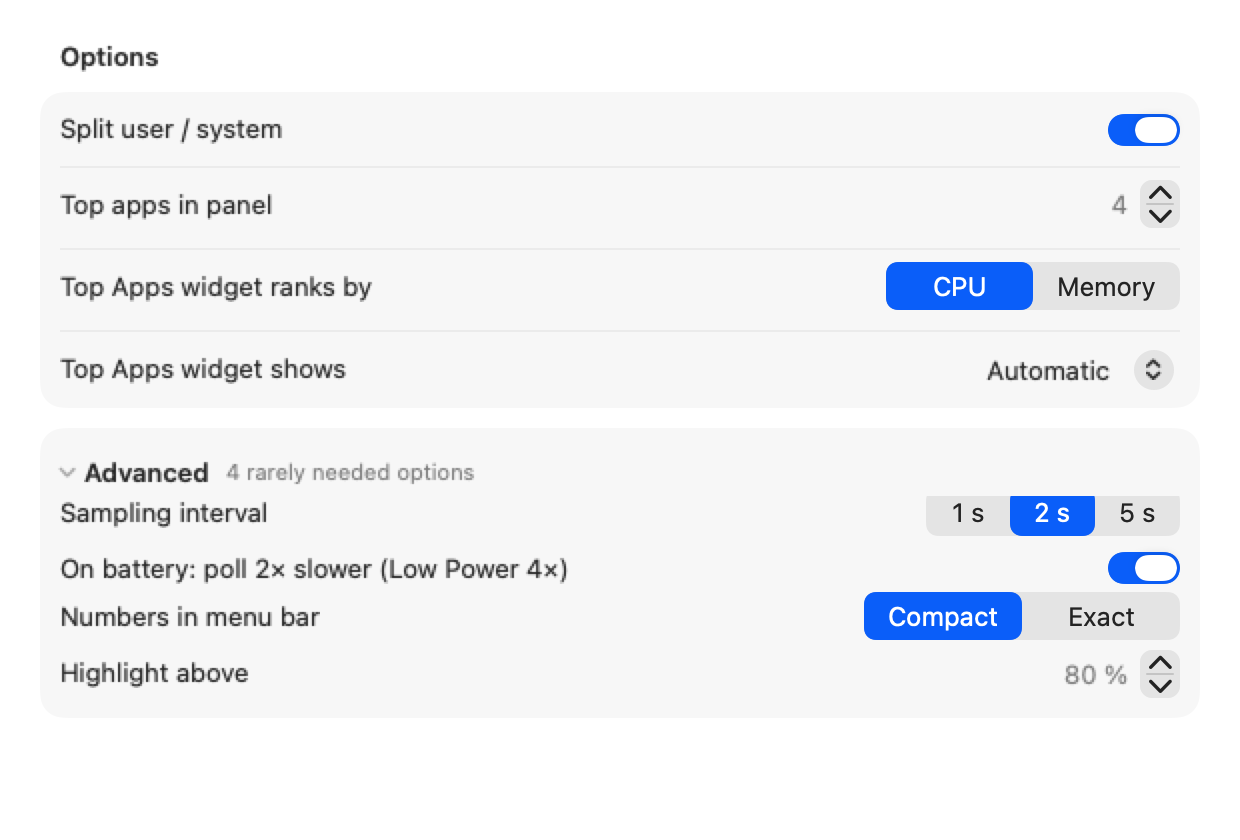 Options
Split user / system
Top apps in panel 4
Top Apps widget ranks by CPU Memory
Top Apps widget shows Automatic
Advanced 4 rarely needed options
Sampling interval 1 s 2 s 5 s
On battery: poll 2× slower (Low Power 4×)
Numbers in menu bar Compact Exact
Highlight above 80 %